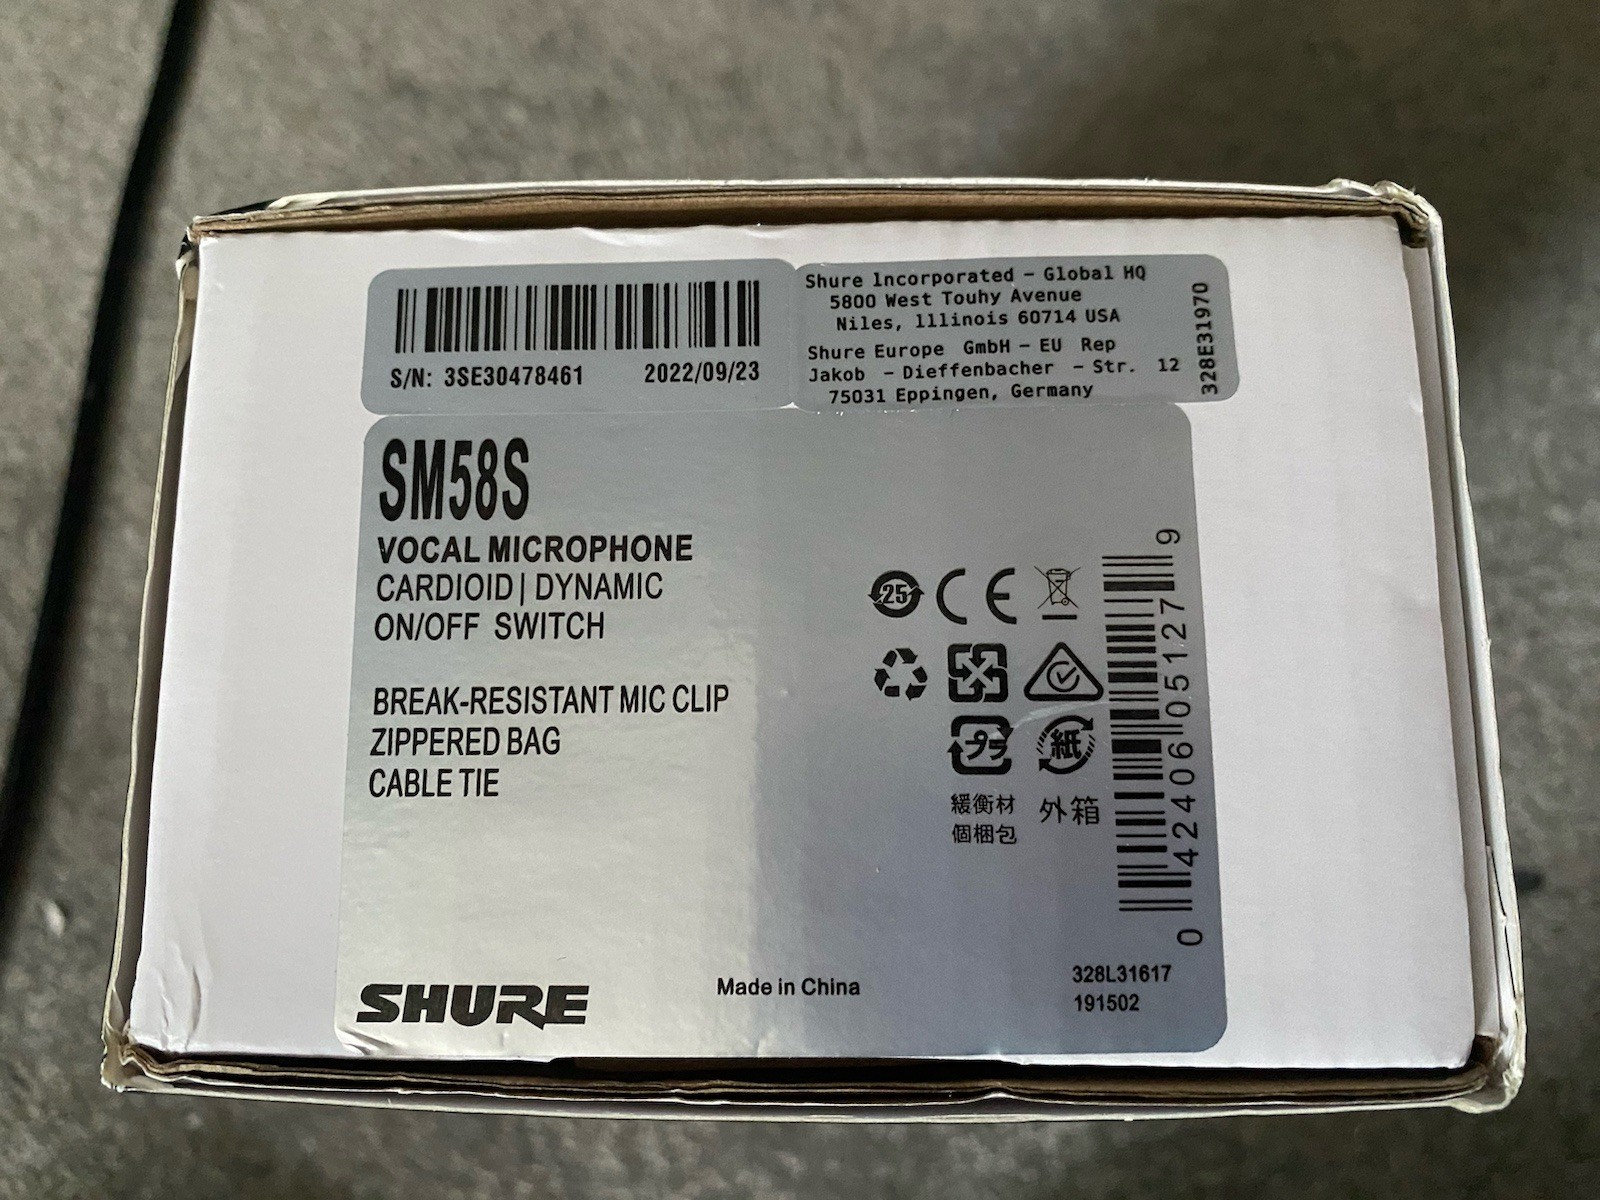 S/N: 3SE30478461 2022/09/23
Shure lncorporated – Global HQ
5800 West Touhy Avenue
Niles, lllinois 60714 USA
Shure Europe GmbH – EU Rep
Jakob – Dieffenbacher – Str. 12
75031 Eppingen, Germany
328E31970
SM58S
VOCAL MICROPHONE
CARDIOID | DYNAMIC
ON/OFF SWITCH
BREAK-RESISTANT MIC CLIP
ZIPPERED BAG
CABLE TIE
25
CE
プラ
紙
緩衡材
個梱包
外箱
0 42406 05127 9
SHURE
Made in China
328L31617
191502